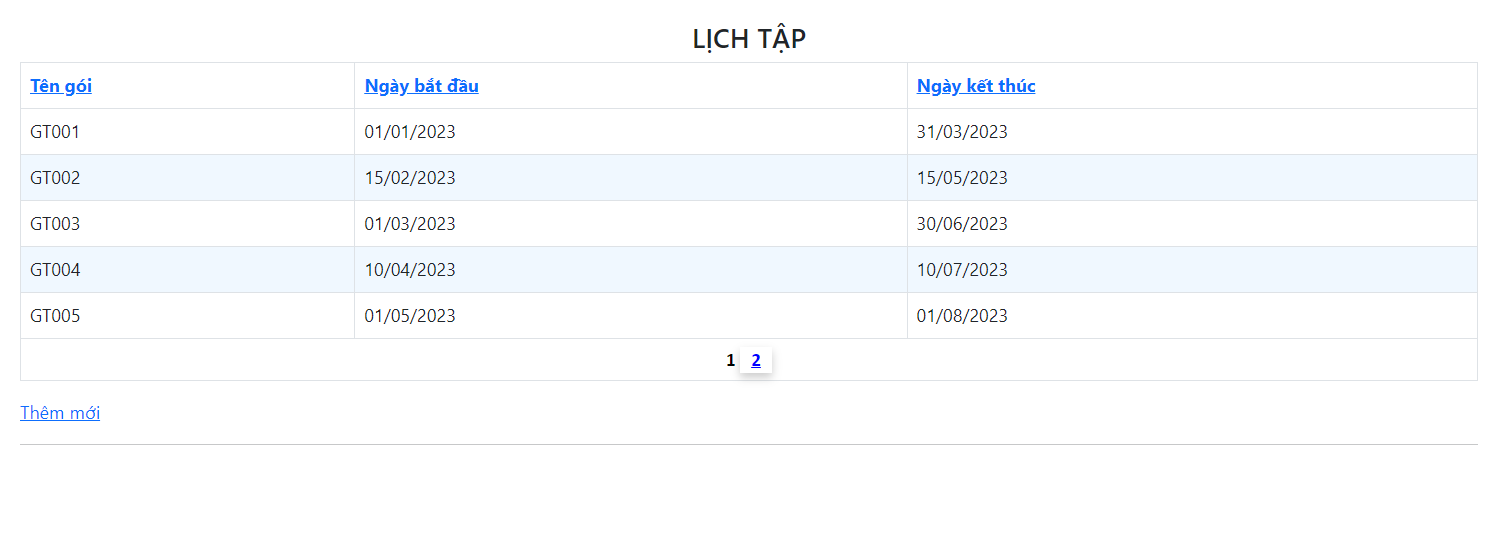 LỊCH TẬP
Tên gói Ngày bắt đầu Ngày kết thúc
GT001 01/01/2023 31/03/2023
GT002 15/02/2023 15/05/2023
GT003 01/03/2023 30/06/2023
GT004 10/04/2023 10/07/2023
GT005 01/05/2023 01/08/2023
1 2
Thêm mới